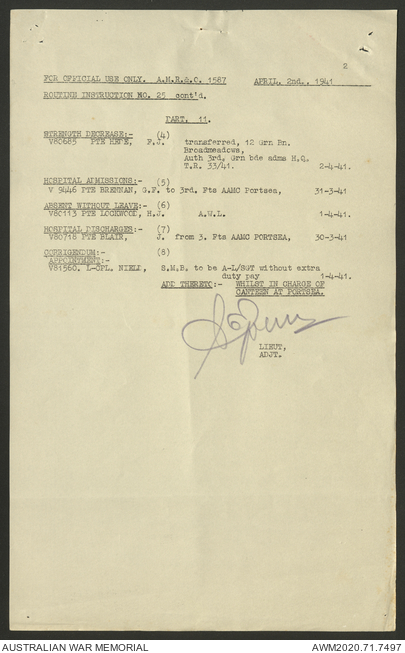 2
FOR OFFICIAL USE ONLY. A.M.R.&.O. 1587 APRIL. 2nd. 1941
ROUTINE INSTRUCTION NO. 25 cont'd.
PART. 11.
STRENGTH DECREASE:- (4)
V80685 PTE F.J. transferred, 12 Grn Bn.
Broadmeadows.
Auth 3rd, Grn bde adms H.Q.
T.R. 33/41. 2-4-41.
HOSPITAL ADMISSIONS:- (5)
V 9446 PTE BRENNAN, G.F. to 3rd. Fts AAMC Portsea, 31-3-41
ABSENT WITHOUT LEAVE:- (6)
V80113 PTE LOCKWOOD, H.J. A.W.L. 1-4-41.
HOSPITAL DISCHARGES:- (7)
V80718 PTE BLAIR, J. from 3. Fts AAMC PORTSEA, 30-3-41
CORRIGENDUM:- (8)
APPOINTMENT:-
V81560, L-CPL, NIELL, S.M.B. to be A-L/SGT without extra
duty pay 1-4-41.
ADD THERETO:- WHILST IN CHARGE OF
CANTEEN AT PORTSEA.
LIEUT,
ADJT.
AUSTRALIAN WAR MEMORIAL AWM2020.71.7497